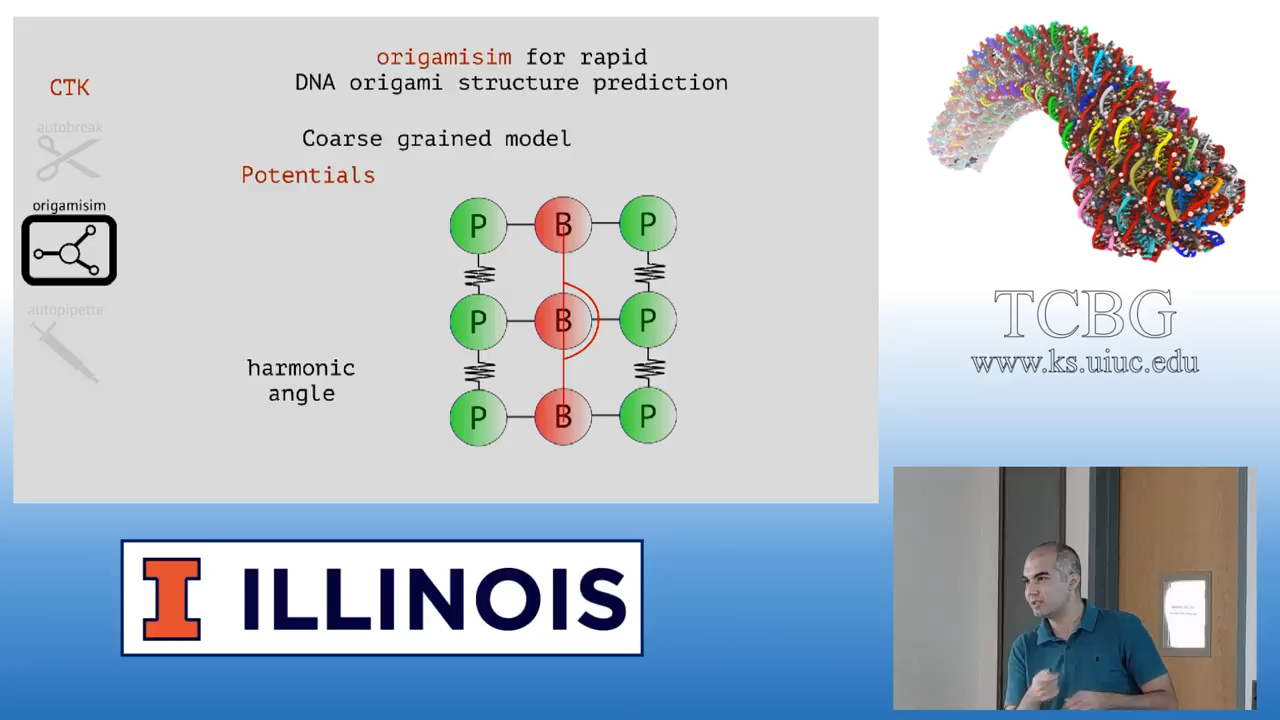 origamisim for rapid
DNA origami structure prediction
CTK
autobreak
Coarse grained model
Potentials
origamisim
P B P
P B P
autopipette
harmonic
angle
P B P
TCBG
www.ks.uiuc.edu
I ILLINOIS